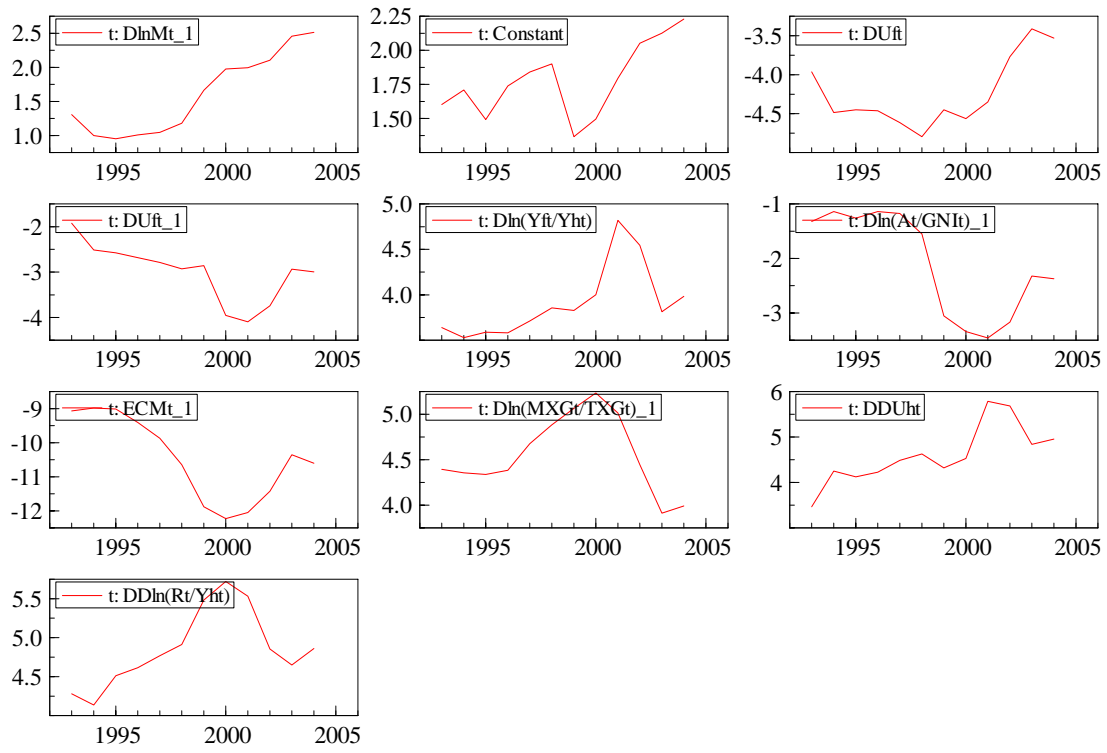 t: DlnMt_1
2.5
2.0
1.5
1.0
1995 2000 2005
t: Constant
2.25
2.00
1.75
1.50
1995 2000 2005
t: DUft
-3.5
-4.0
-4.5
1995 2000 2005
t: DUft_1
-2
-3
-4
1995 2000 2005
t: Dln(Yft/Yht)
5.0
4.5
4.0
1995 2000 2005
t: Dln(At/GNIt)_1
-1
-2
-3
1995 2000 2005
t: ECMt_1
-9
-10
-11
-12
1995 2000 2005
t: Dln(MXGt/TXGt)_1
5.0
4.5
4.0
1995 2000 2005
t: DDUht
6
5
4
1995 2000 2005
t: DDln(Rt/Yht)
5.5
5.0
4.5
1995 2000 2005